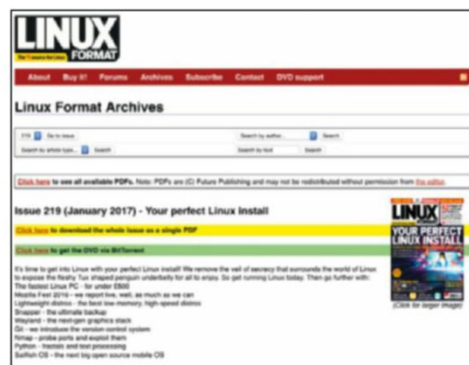 LINUX
The #1 source for Linux
FORMAT
About Buy it! Forums Archives Subscribe Contact DVD support
Linux Format Archives
219 Go to issue Search by author... Search
Search by article type... Search Search by text Search
Click here to see all available PDFs. Note: PDFs are (C) Future Publishing and may not be redistributed without permission from the editor.
Issue 219 (January 2017) - Your perfect Linux install
Click here to download the whole issue as a single PDF
Click here to get the DVD via BitTorrent
It's time to get into Linux with your perfect Linux install! We remove the veil of secrecy that surrounds the world of Linux
to expose the fleshy Tux shaped penguin underbelly for all to enjoy. So get running Linux today. Then go further with:
The fastest Linux PC - for under £600
Mozilla Fest 2016 - we report live, well, as much as we can
Lightweight distros - the best low-memory, high-speed distros
Snapper - the ultimate backup
Wayland - the next-gen graphics stack
Git - we introduce the version control system
Nmap - probe ports and exploit them
Python - fractals and text processing
Sailfish OS - the next big open source mobile OS
LINUX
YOUR PERFECT
LINUX INSTALL
(Click for larger image)